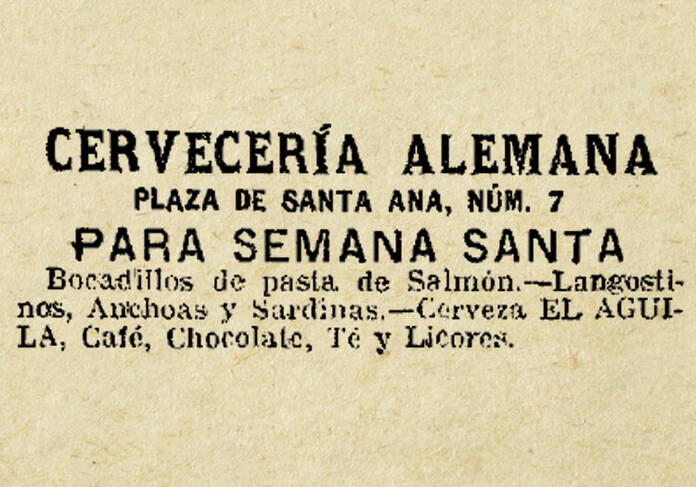 CERVECERÍA ALEMANA
PLAZA DE SANTA ANA, NÚM. 7
PARA SEMANA SANTA
Bocadillos de pasta de Salmón.—Langosti-
nos, Anchoas y Sardinas.—Cerveza EL AGUI-
LA, Café, Chocolate, Té y Licores.